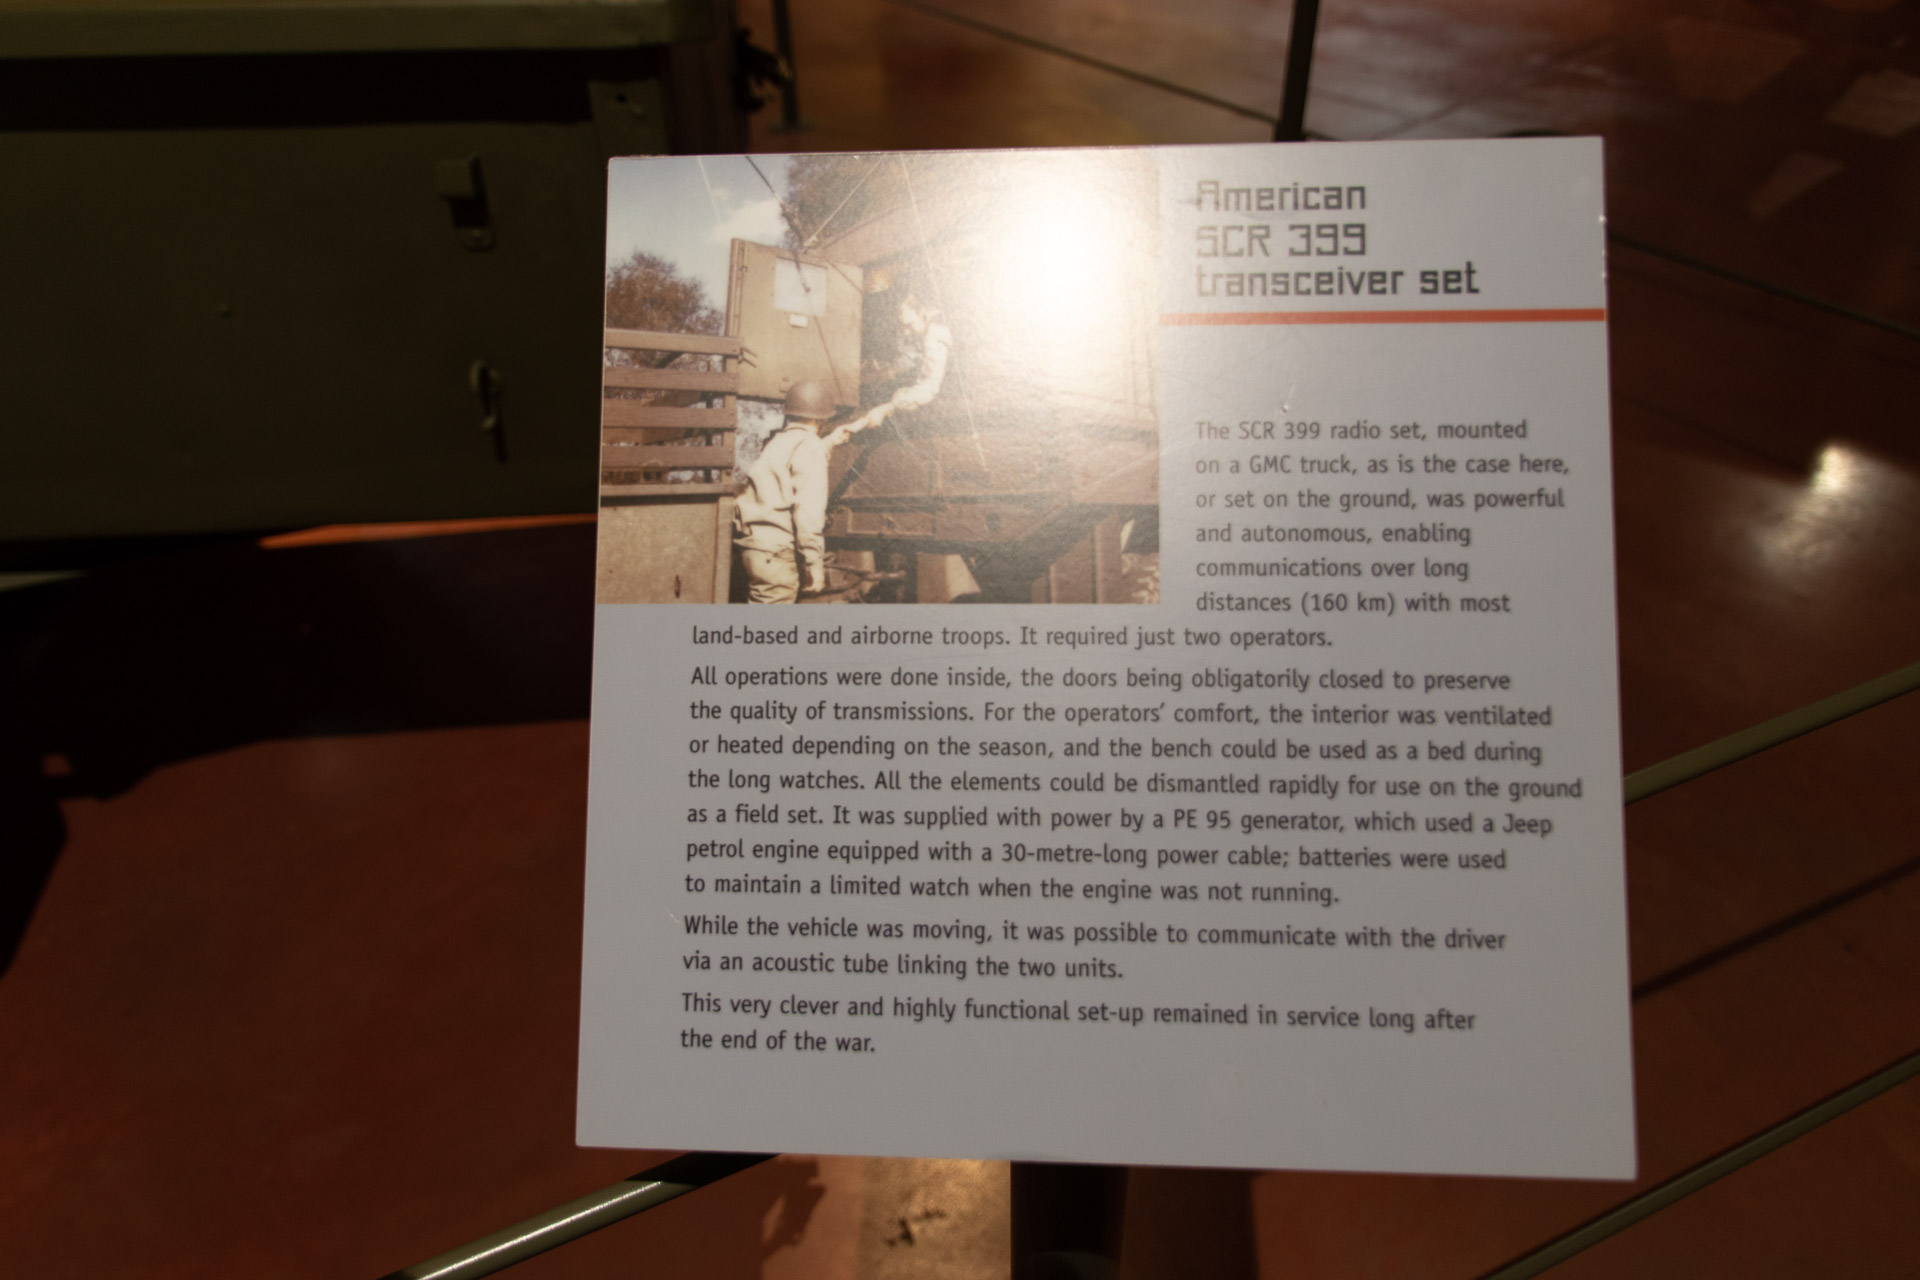 American
SCR 399
transceiver set
The SCR 399 radio set, mounted
on a GMC truck, as is the case here,
or set on the ground, was powerful
and autonomous, enabling
communications over long
distances (160 km) with most
land-based and airborne troops. It required just two operators.
All operations were done inside, the doors being obligatorily closed to preserve
the quality of transmissions. For the operators’ comfort, the interior was ventilated
or heated depending on the season, and the bench could be used as a bed during
the long watches. All the elements could be dismantled rapidly for use on the ground
as a field set. It was supplied with power by a PE 95 generator, which used a Jeep
petrol engine equipped with a 30-metre-long power cable; batteries were used
to maintain a limited watch when the engine was not running.
While the vehicle was moving, it was possible to communicate with the driver
via an acoustic tube linking the two units.
This very clever and highly functional set-up remained in service long after
the end of the war.